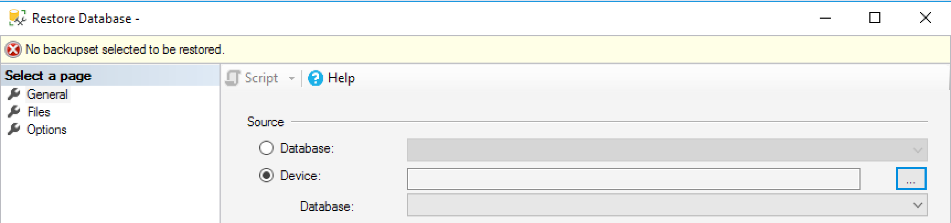 Restore Database -
No backupset selected to be restored.
Select a page
General
Files
Options
Script
Help
Source
Database:
Device:
...
Database: